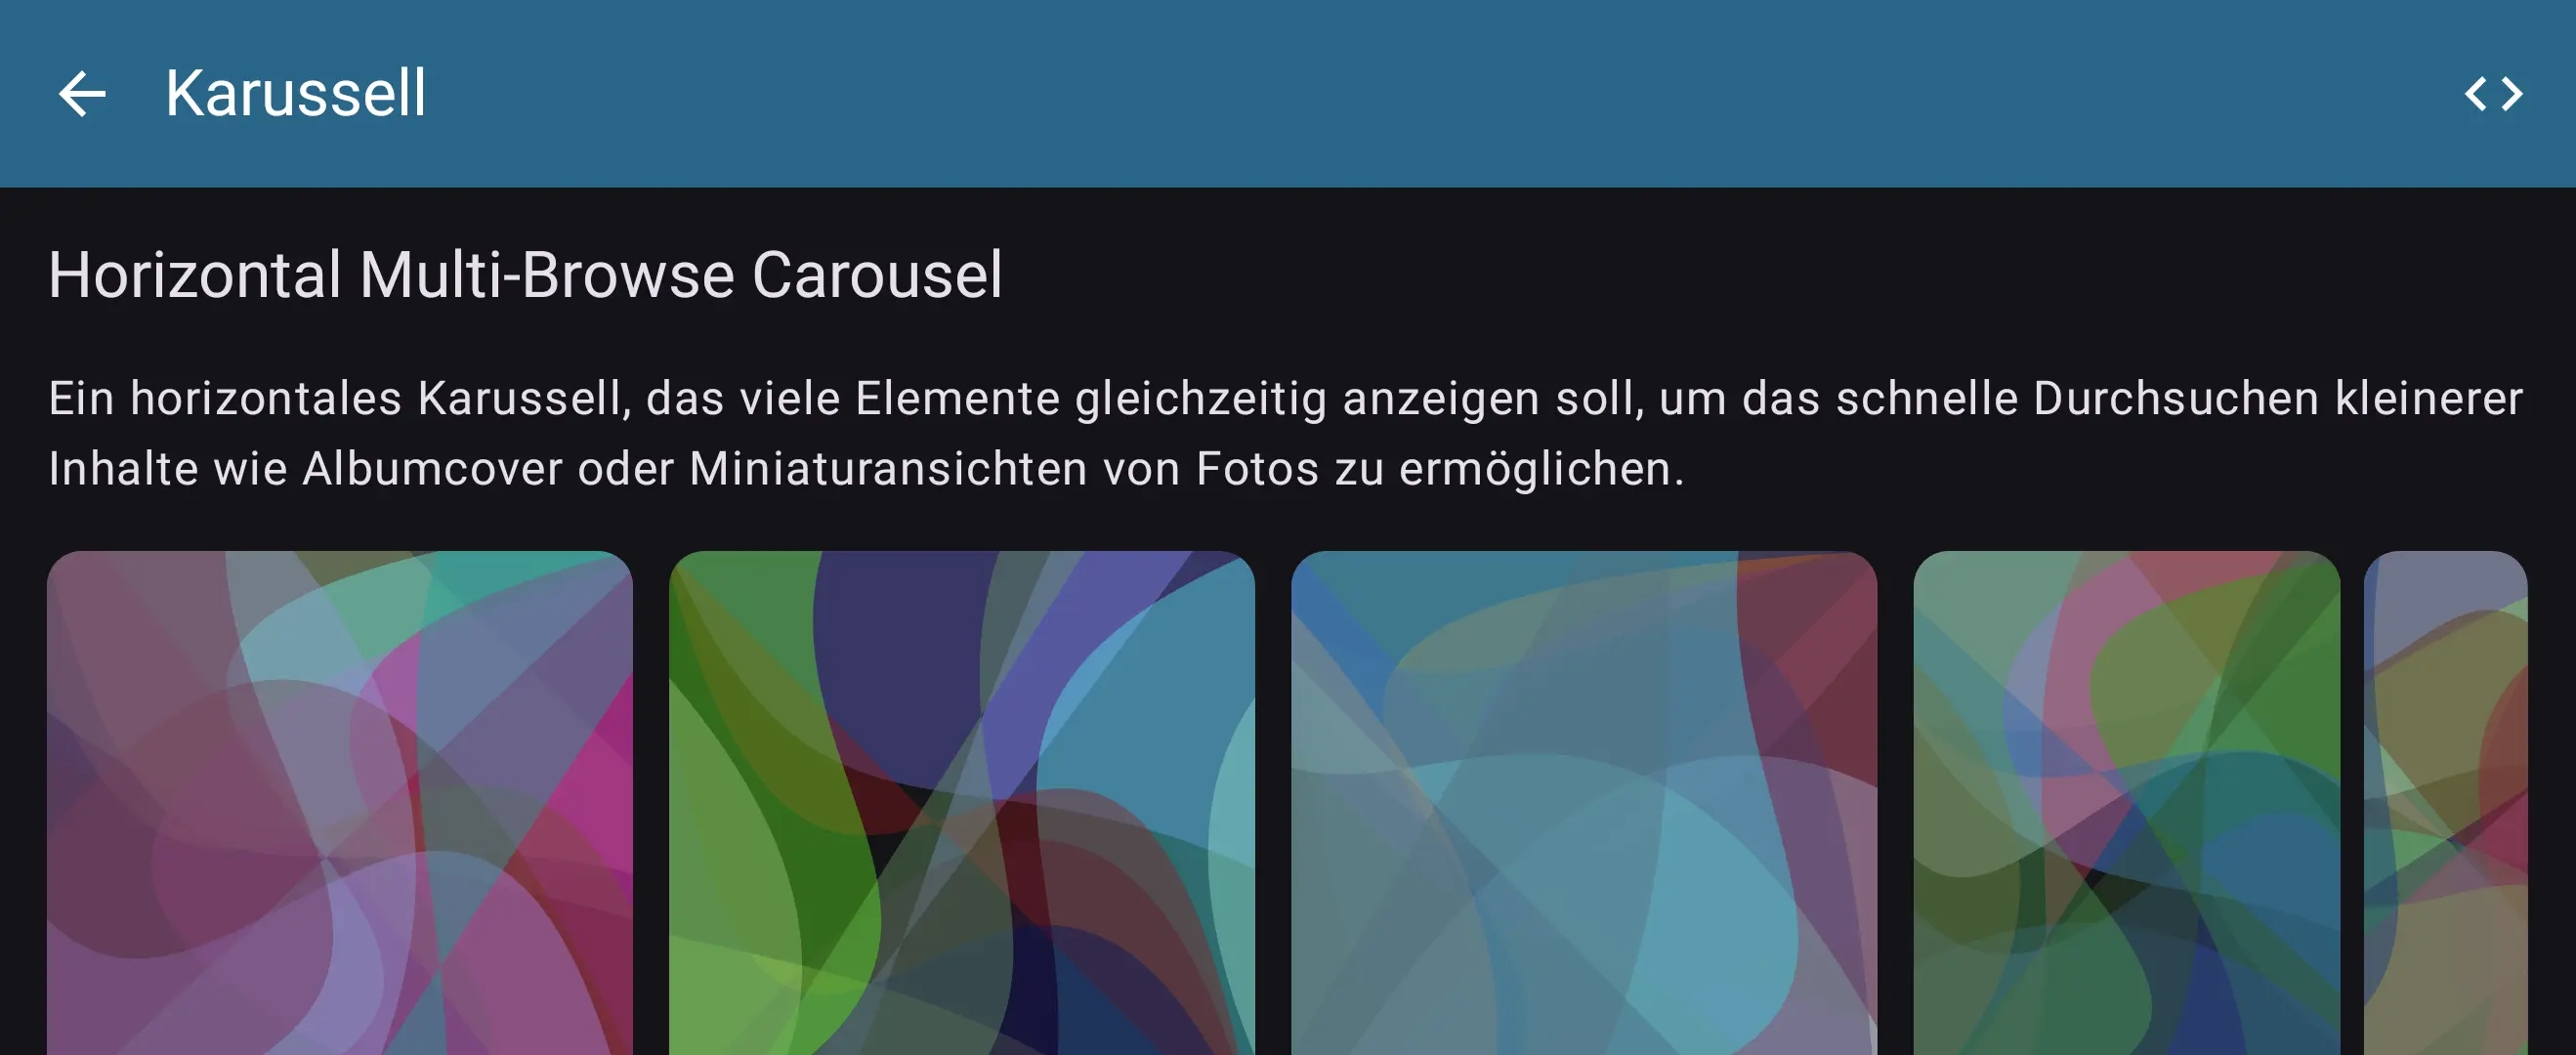 Karussell
Horizontal Multi-Browse Carousel
Ein horizontales Karussell, das viele Elemente gleichzeitig anzeigen soll, um das schnelle Durchsuchen kleinerer
Inhalte wie Albumcover oder Miniaturansichten von Fotos zu ermöglichen.